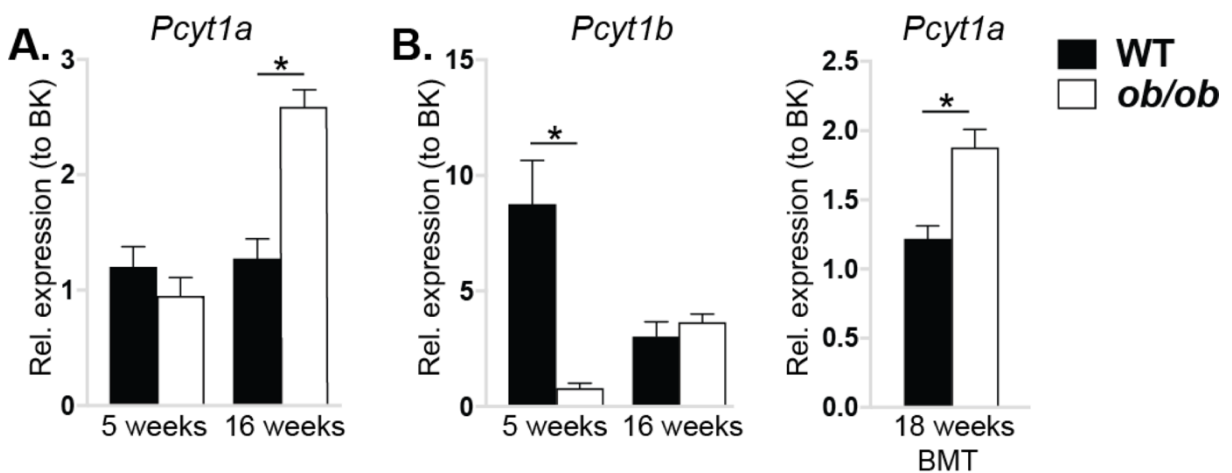 A.
Pcyt1a
Rel. expression (to BK)
3
2
1
0
*
5 weeks
16 weeks
B.
Pcyt1b
Rel. expression (to BK)
15
10
5
0
*
5 weeks
16 weeks
Pcyt1a
Rel. expression (to BK)
2.5
2.0
1.5
1.0
0.5
0.0
*
18 weeks
BMT
WT
ob/ob